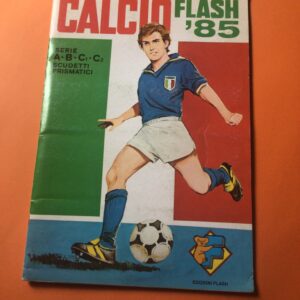 CALCIO
FLASH
'85
SERIE
A-B-C1-C2
SCUDETTI
PRISMATICI
EDIZIONI FLASH